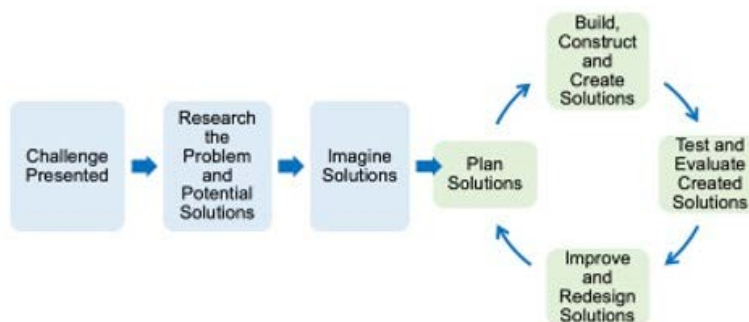 Challenge
Presented
Research
the
Problem
and
Potential
Solutions
Imagine
Solutions
Plan
Solutions
Build,
Construct
and
Create
Solutions
Test and
Evaluate
Created
Solutions
Improve
and
Redesign
Solutions